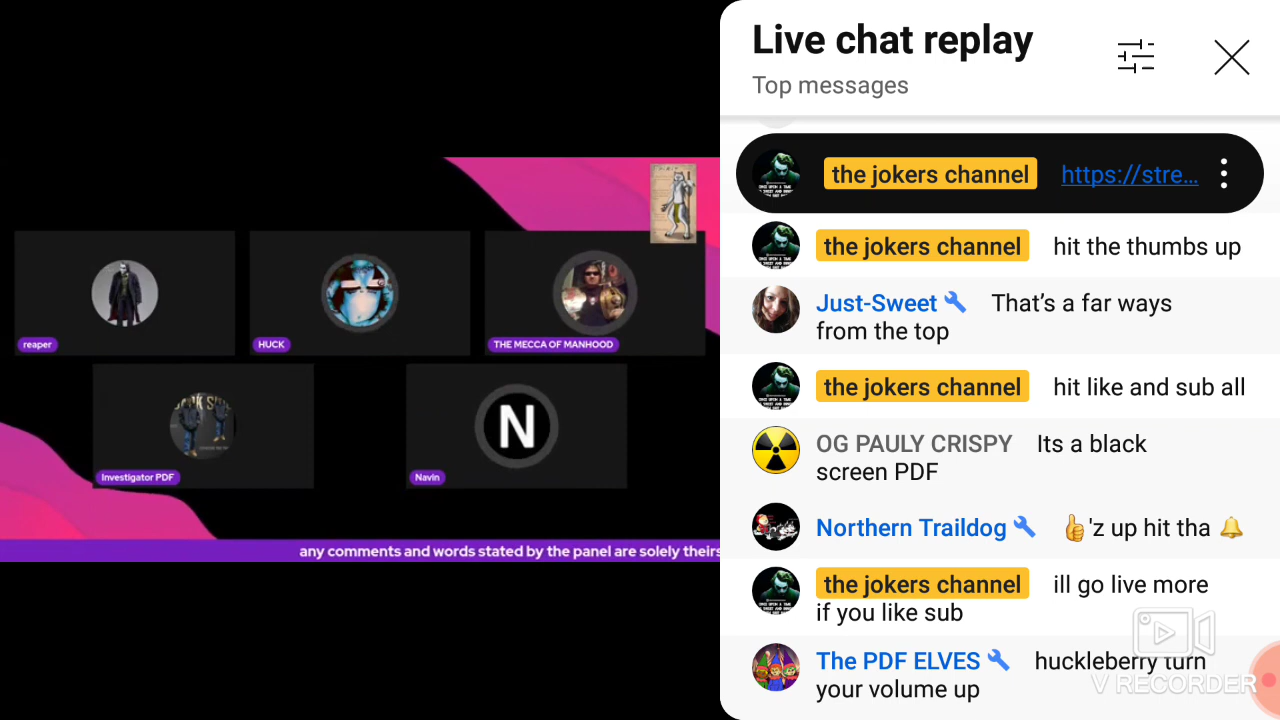 reaper
HUCK
THE MECCA OF MANHOOD
Investigator PDF
N
Navin
any comments and words stated by the panel are solely theirs
Live chat replay
Top messages
the jokers channel https://stre...
the jokers channel hit the thumbs up
Just-Sweet That's a far ways
from the top
the jokers channel hit like and sub all
OG PAULY CRISPY Its a black
screen PDF
Northern Traildog 👍'z up hit tha 🔔
the jokers channel ill go live more
if you like sub
The PDF ELVES huckleberry turn
your volume up
V RECORDER